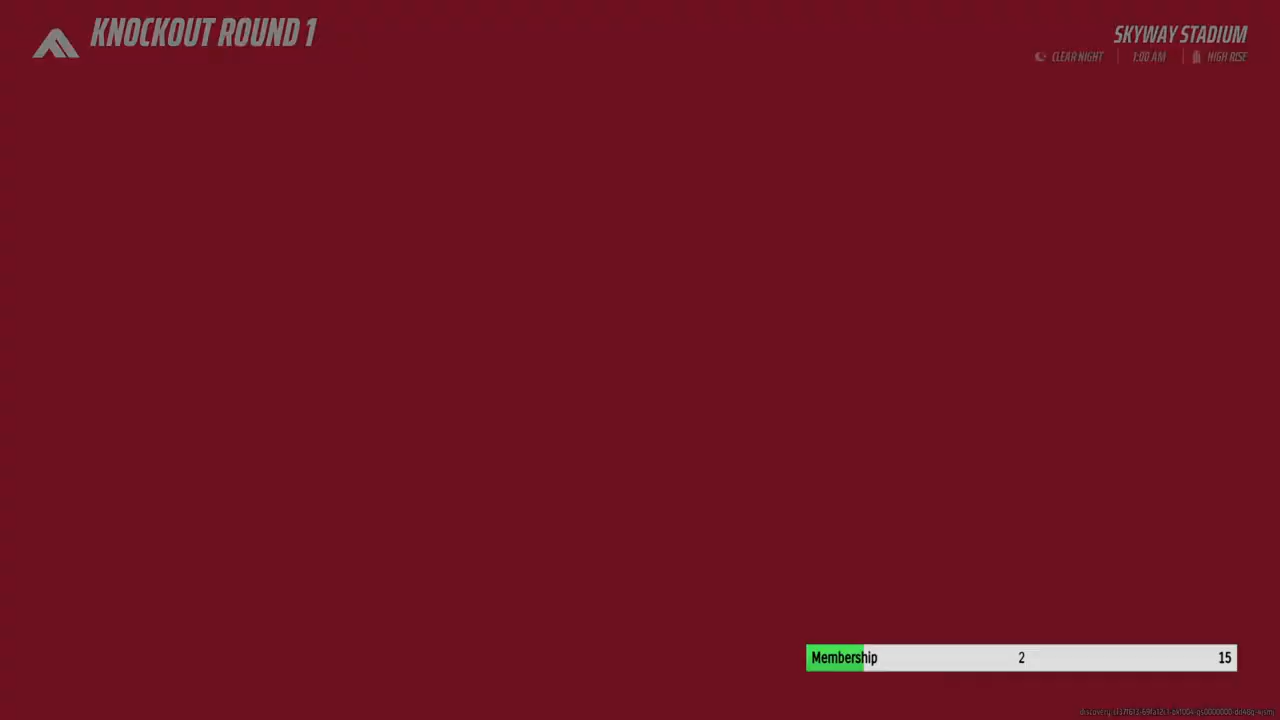 KNOCKOUT ROUND 1
SKYWAY STADIUM
CLEAR NIGHT | 1:00 AM | HIGH RISE
Membership 2 15